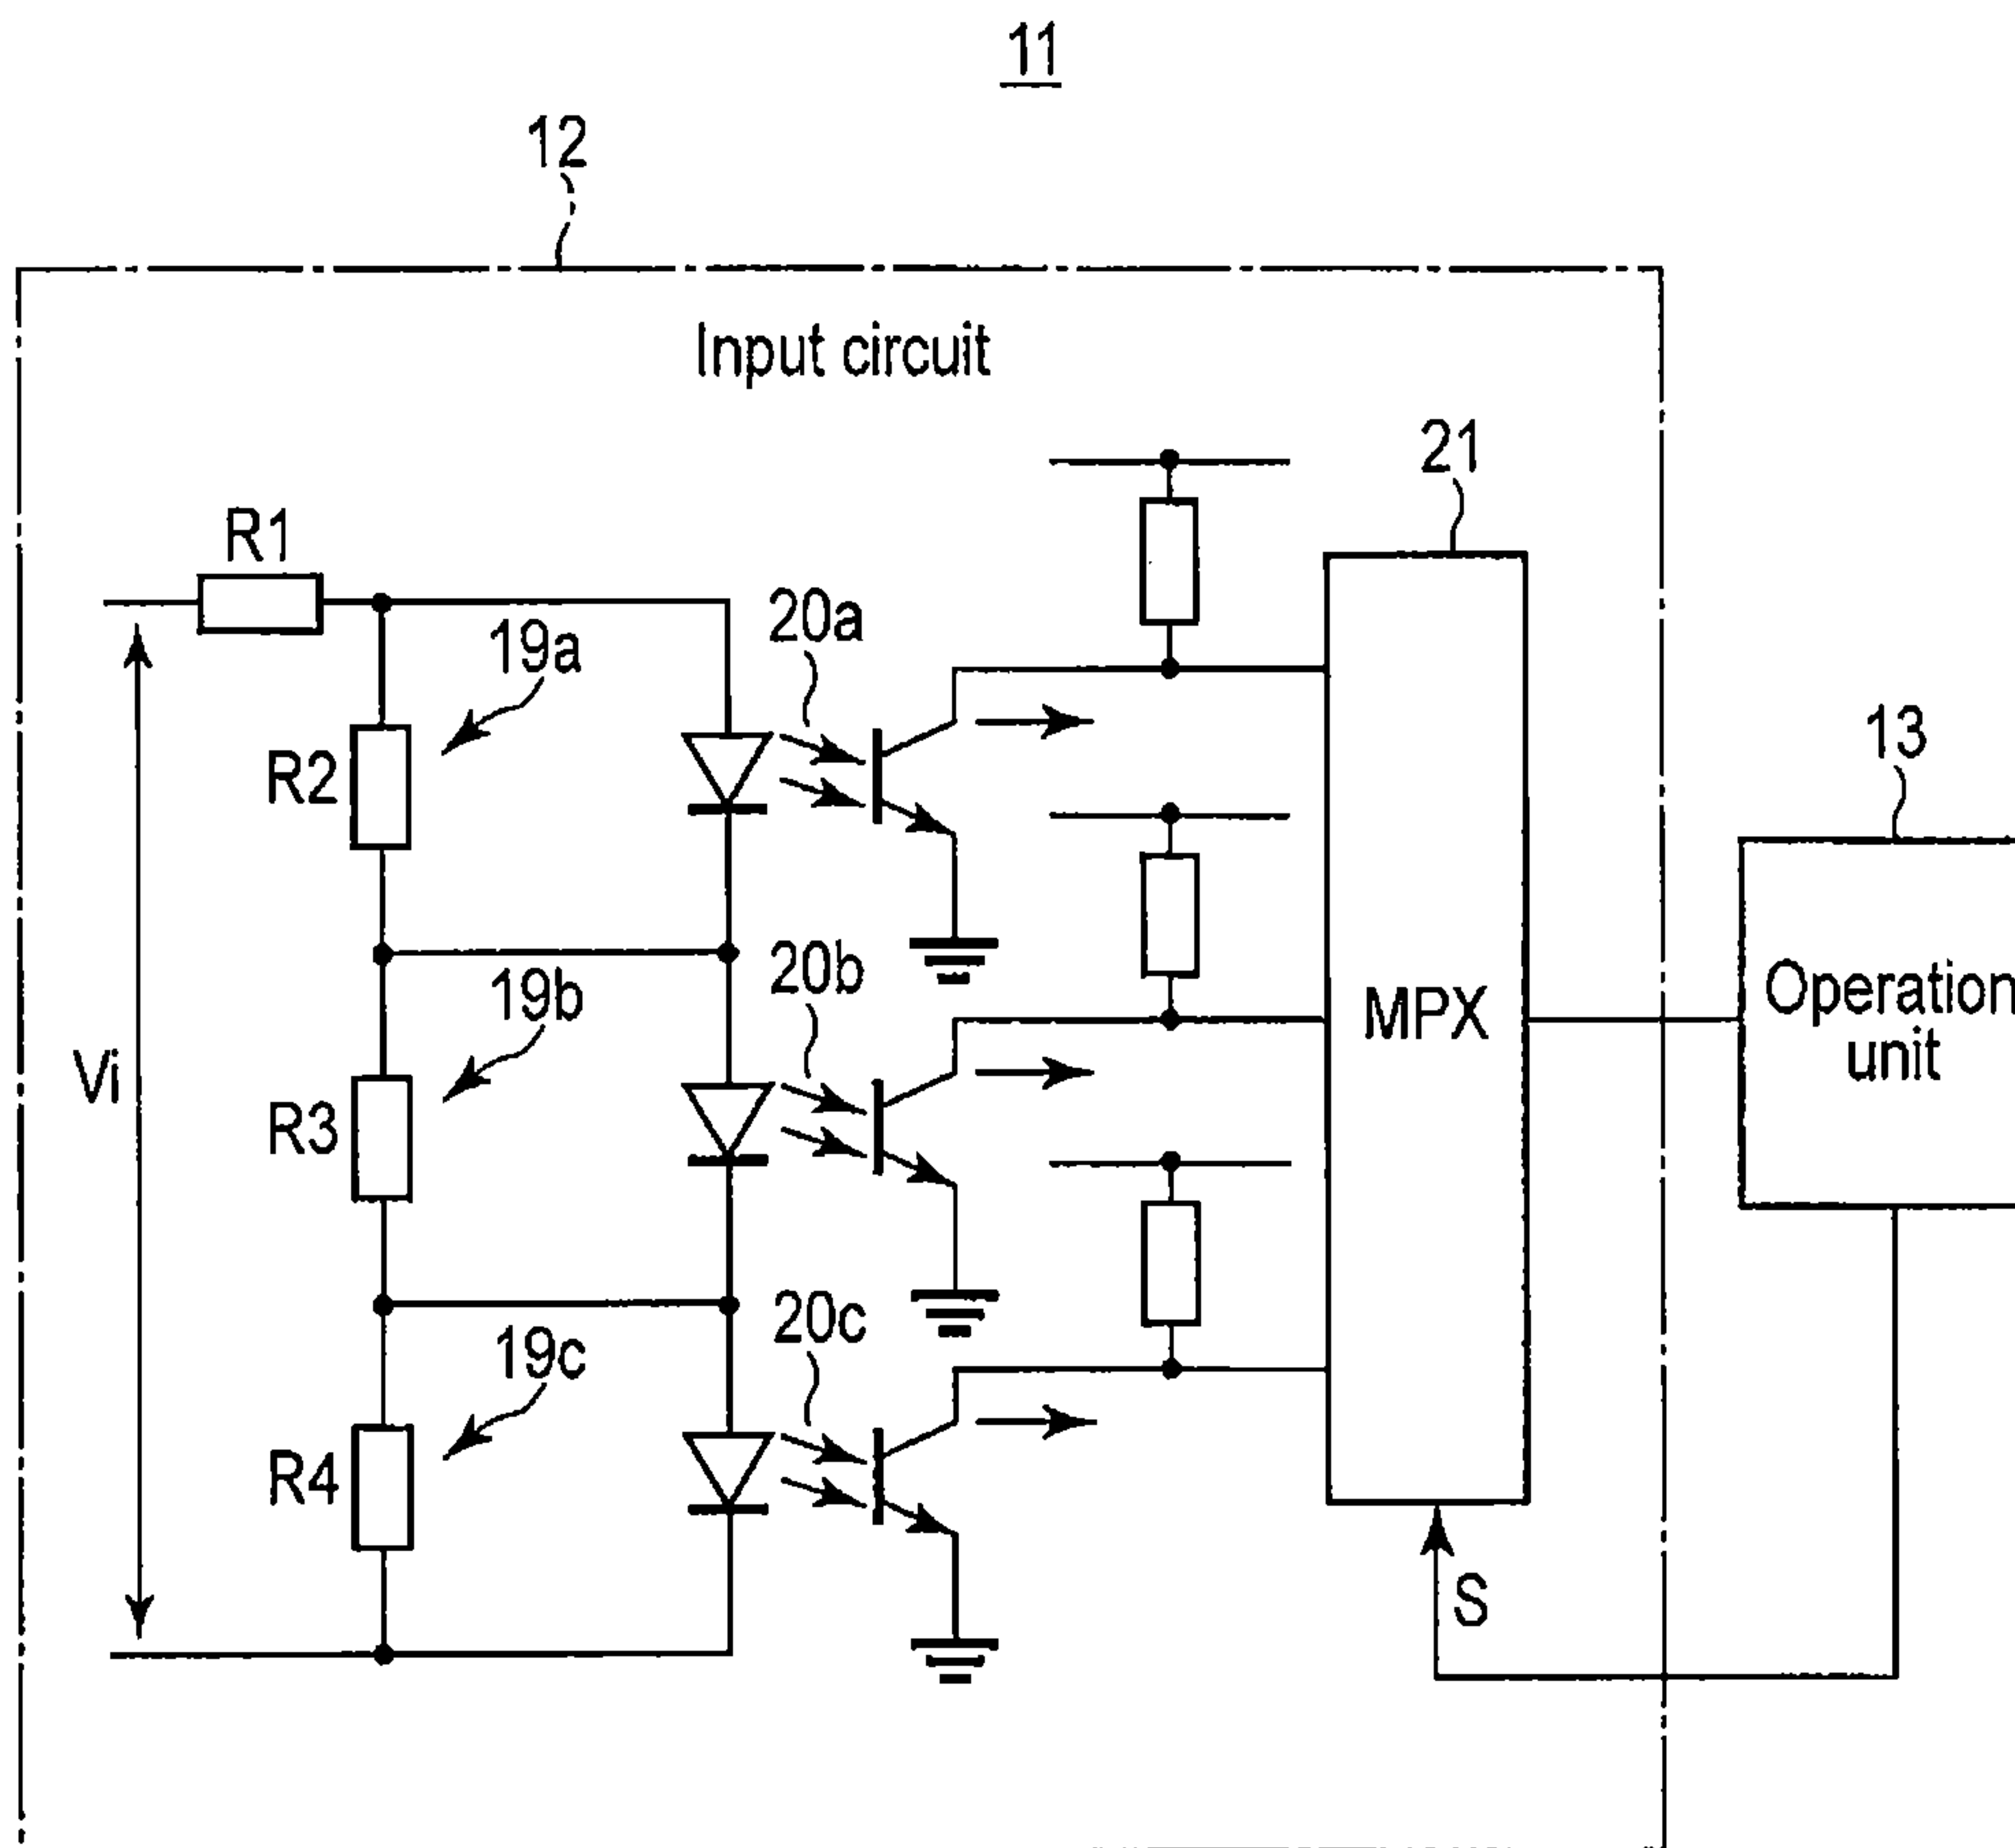 11
12
Input circuit
21
R1
20a
19a
13
R2
20b
19b
Operation
unit
MPX
Vi
R3
20c
19c
R4
S